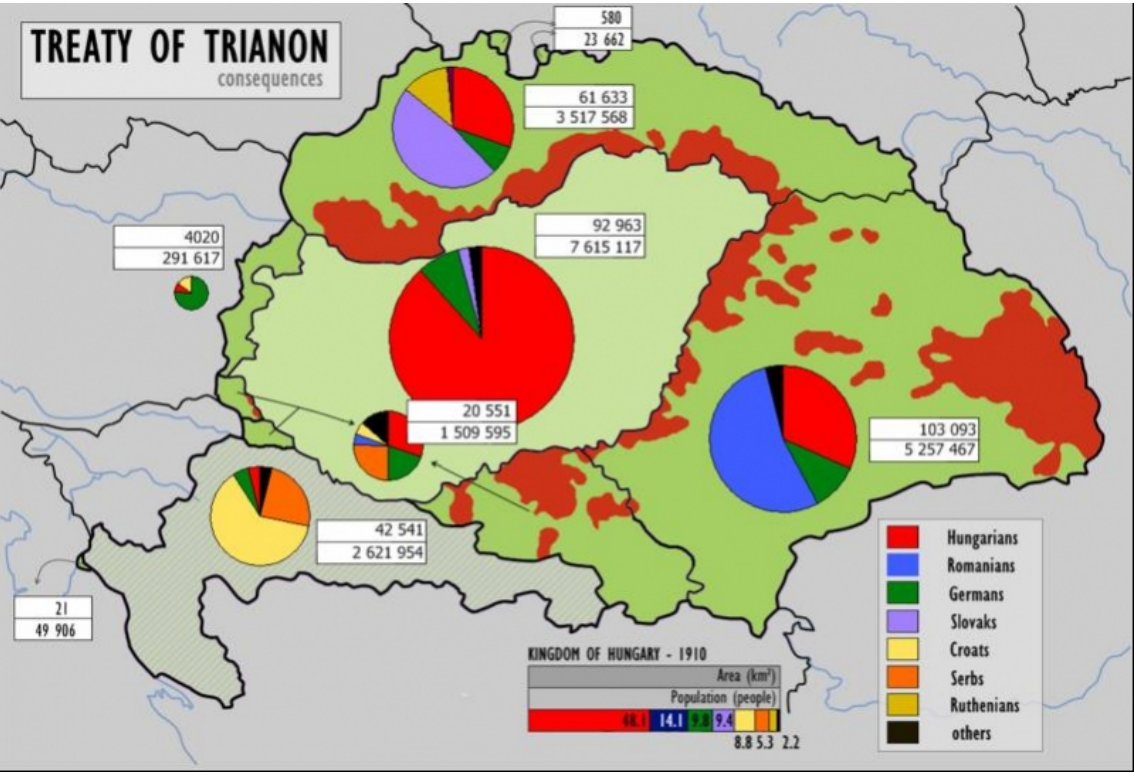 TREATY OF TRIANON
consequences
580
23 662
61 633
3 517 568
92 963
7 615 117
4020
291 617
20 551
1 509 595
103 093
5 257 467
42 541
2 621 954
21
49 906
Hungarians
Romanians
Germans
Slovaks
Croats
Serbs
Ruthenians
others
KINGDOM OF HUNGARY - 1910
Area (km²)
Population (people)
48.1 14.1 9.8 9.4
8.8 5.3 2.2